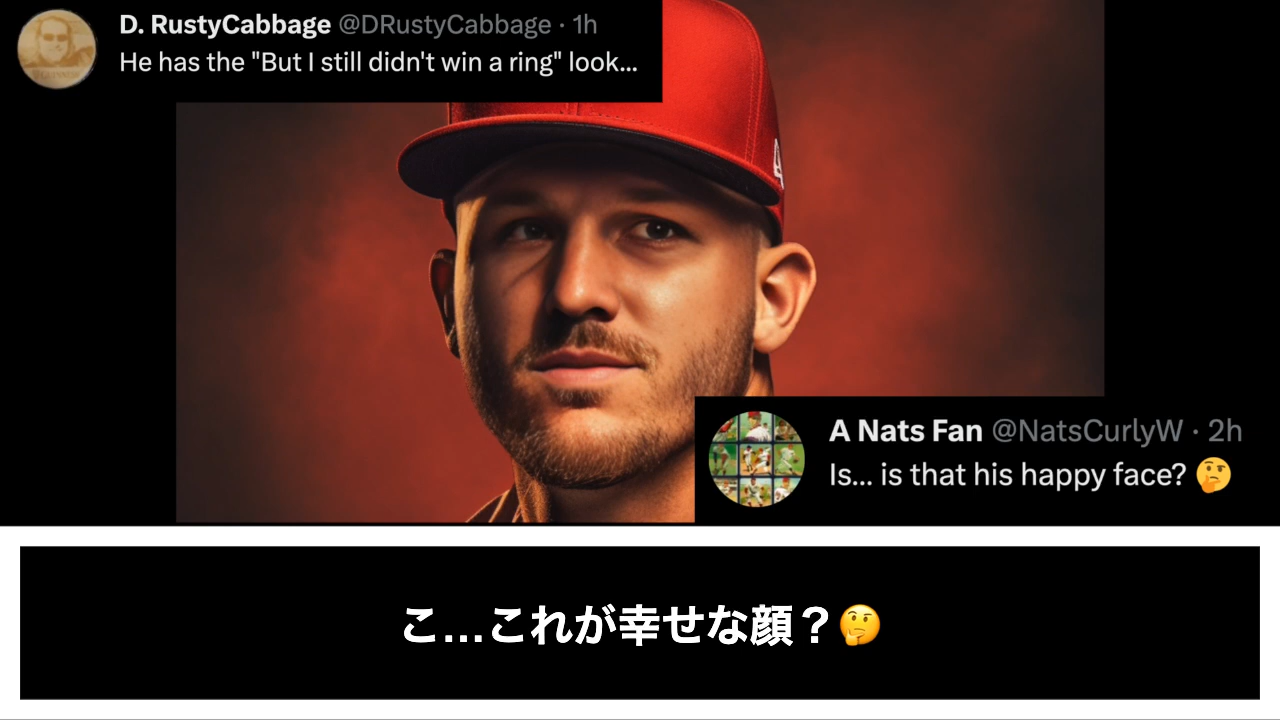 D. RustyCabbage @DRustyCabbage · 1h
He has the "But I still didn't win a ring" look...
A Nats Fan @NatsCurlyW · 2h
Is... is that his happy face? 🤔
こ…これが幸せな顔？🤔